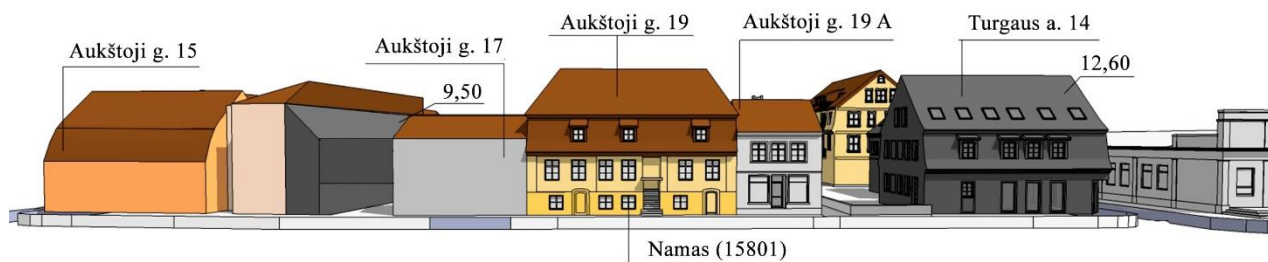 Aukštoji g. 15
Aukštoji g. 17
9,50
Aukštoji g. 19
Aukštoji g. 19 A
Turgaus a. 14
12,60
Namas (15801)